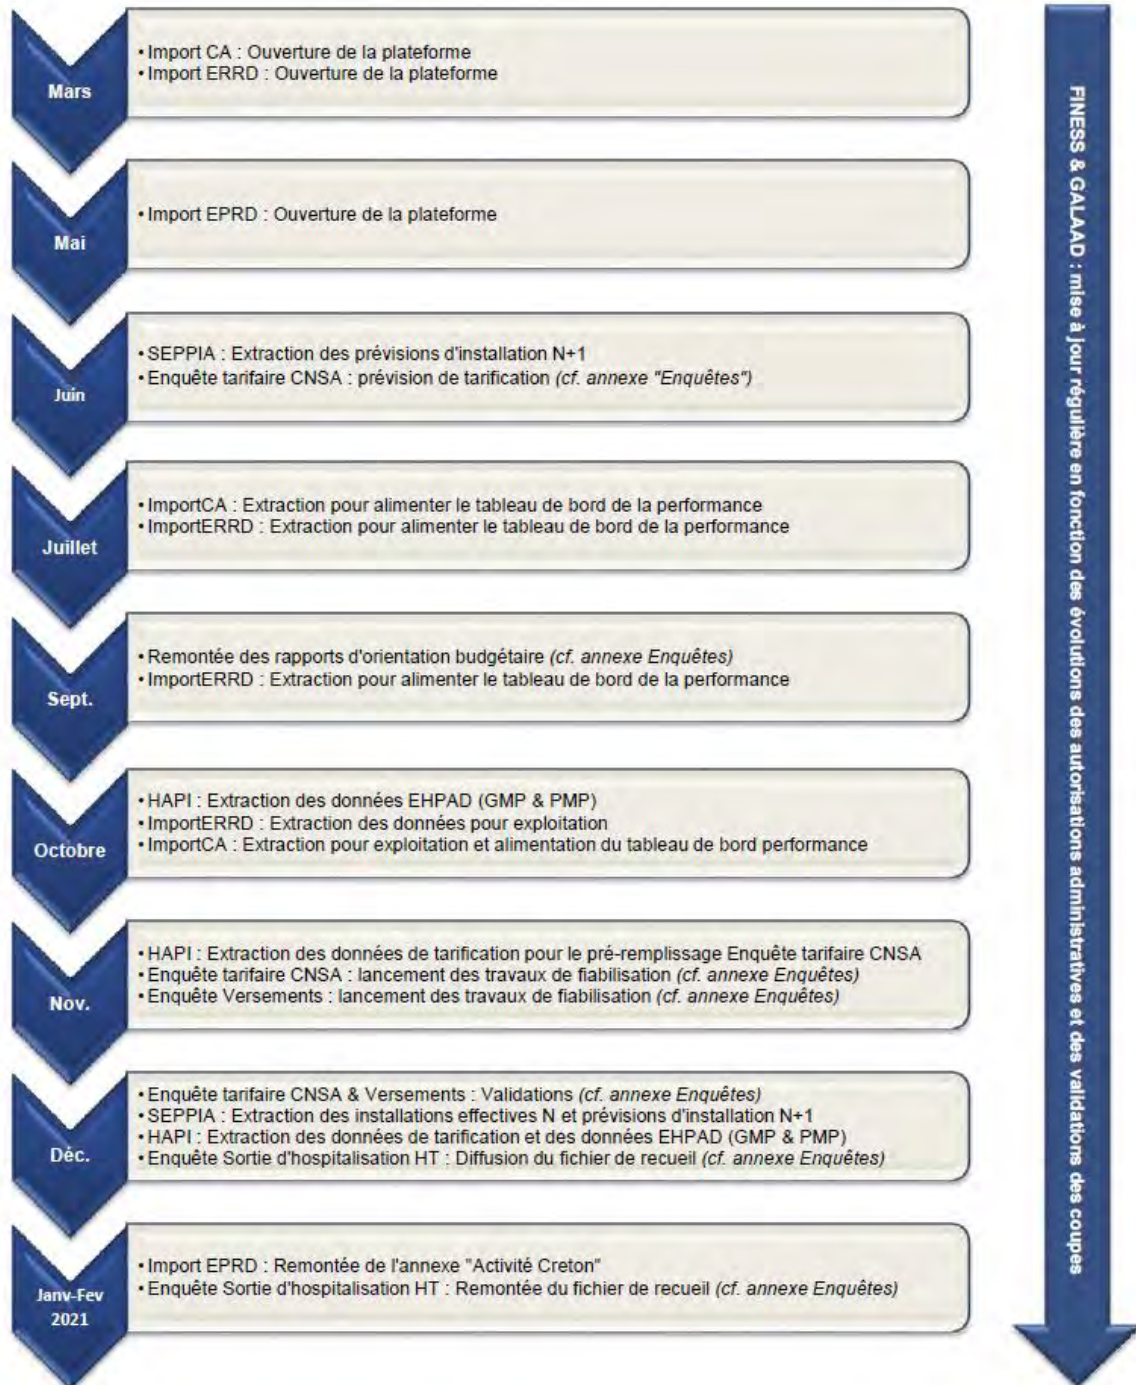 Mars
• Import CA : Ouverture de la plateforme
• Import ERRD : Ouverture de la plateforme
Mai
• Import EPRD : Ouverture de la plateforme
Juin
• SEPPIA : Extraction des prévisions d'installation N+1
• Enquête tarifaire CNSA : prévision de tarification (cf. annexe "Enquêtes")
Juillet
• ImportCA : Extraction pour alimenter le tableau de bord de la performance
• ImportERRD : Extraction pour alimenter le tableau de bord de la performance
Sept.
• Remontée des rapports d'orientation budgétaire (cf. annexe Enquêtes)
• ImportERRD : Extraction pour alimenter le tableau de bord de la performance
Octobre
• HAPI : Extraction des données EHPAD (GMP & PMP)
• ImportERRD : Extraction des données pour exploitation
• ImportCA : Extraction pour exploitation et alimentation du tableau de bord performance
Nov.
• HAPI : Extraction des données de tarification pour le pré-remplissage Enquête tarifaire CNSA
• Enquête tarifaire CNSA : lancement des travaux de fiabilisation (cf. annexe Enquêtes)
• Enquête Versements : lancement des travaux de fiabilisation (cf. annexe Enquêtes)
Déc.
• Enquête tarifaire CNSA & Versements : Validations (cf. annexe Enquêtes)
• SEPPIA : Extraction des installations effectives N et prévisions d'installation N+1
• HAPI : Extraction des données de tarification et des données EHPAD (GMP & PMP)
• Enquête Sortie d'hospitalisation HT : Diffusion du fichier de recueil (cf. annexe Enquêtes)
Janv-Fev
2021
• Import EPRD : Remontée de l'annexe "Activité Creton"
• Enquête Sortie d'hospitalisation HT : Remontée du fichier de recueil (cf. annexe Enquêtes)
FINESS & GALAAD : mise à jour régulière en fonction des évolutions des autorisations administratives et des validations des coupes